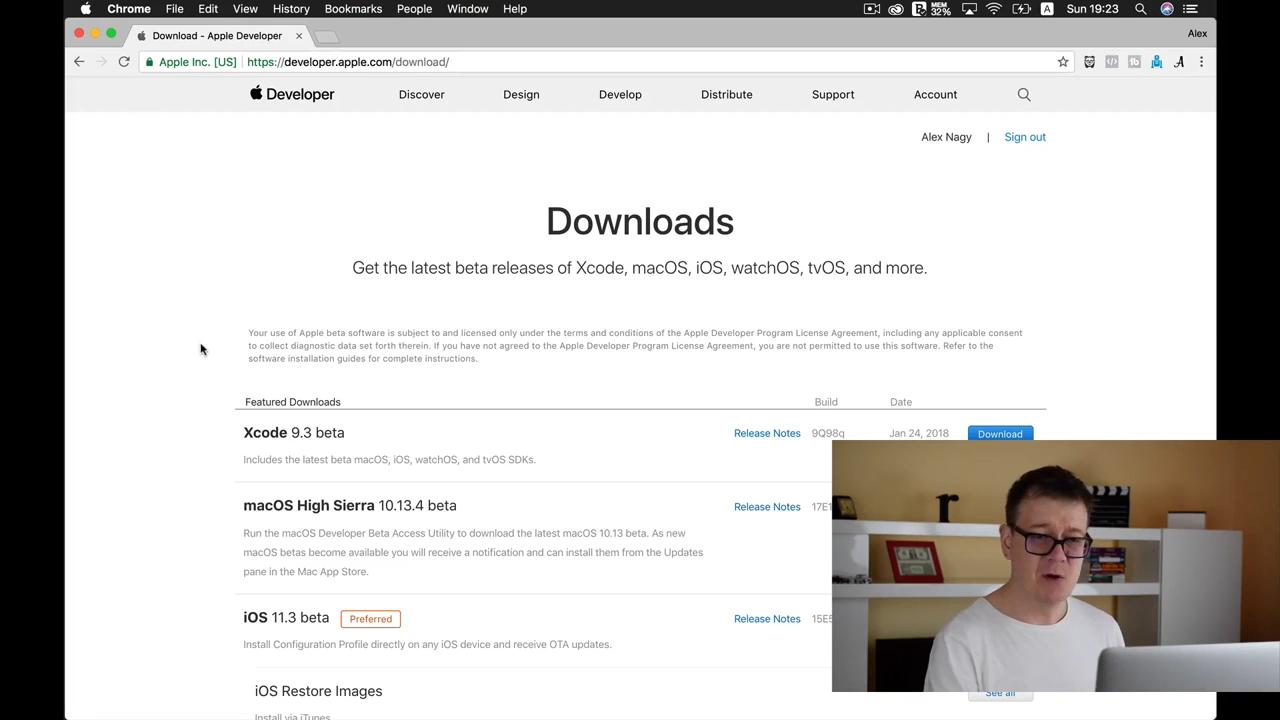 Chrome File Edit View History Bookmarks People Window Help MEM 32% A Sun 19:23
Download - Apple Developer Alex
Apple Inc. [US] https://developer.apple.com/download/
Developer Discover Design Develop Distribute Support Account
Alex Nagy | Sign out
Downloads
Get the latest beta releases of Xcode, macOS, iOS, watchOS, tvOS, and more.
Your use of Apple beta software is subject to and licensed only under the terms and conditions of the Apple Developer Program License Agreement, including any applicable consent
to collect diagnostic data set forth therein. If you have not agreed to the Apple Developer Program License Agreement, you are not permitted to use this software. Refer to the
software installation guides for complete instructions.
Featured Downloads Build Date
Xcode 9.3 beta Release Notes 9Q98q Jan 24, 2018 Download
Includes the latest beta macOS, iOS, watchOS, and tvOS SDKs.
macOS High Sierra 10.13.4 beta Release Notes 17E1
Run the macOS Developer Beta Access Utility to download the latest macOS 10.13 beta. As new
macOS betas become available you will receive a notification and can install them from the Updates
pane in the Mac App Store.
iOS 11.3 beta Preferred Release Notes 15E5
Install Configuration Profile directly on any iOS device and receive OTA updates.
iOS Restore Images See all
Install via iTunes.